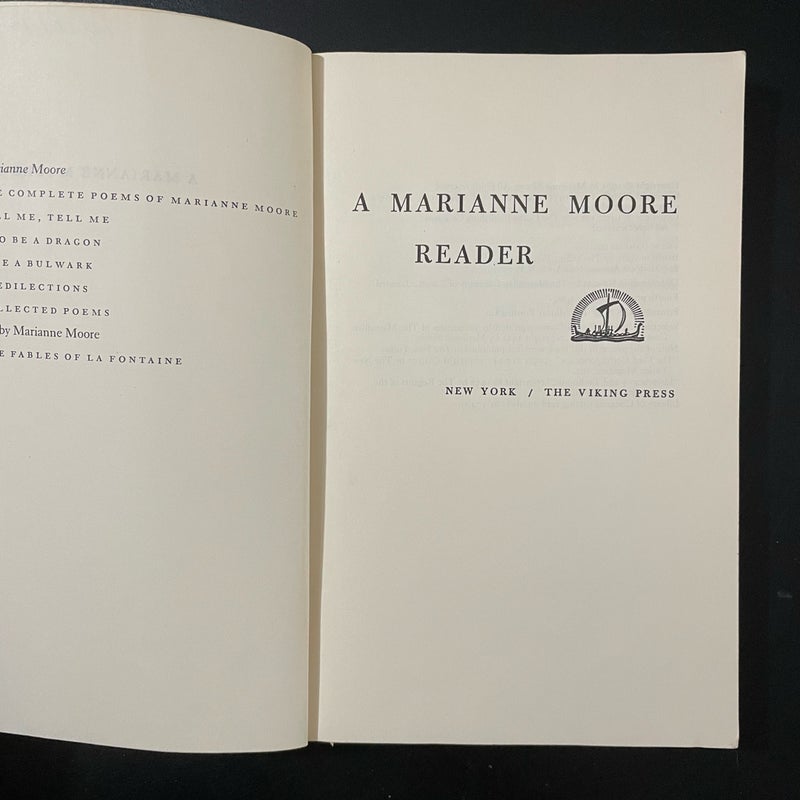 ianne Moore
COMPLETE POEMS OF MARIANNE MOORE
ME, TELL ME
O BE A DRAGON
E A BULWARK
EDILECTIONS
LLECTED POEMS
by Marianne Moore
E FABLES OF LA FONTAINE
A MARIANNE MOORE
READER
NEW YORK / THE VIKING PRESS